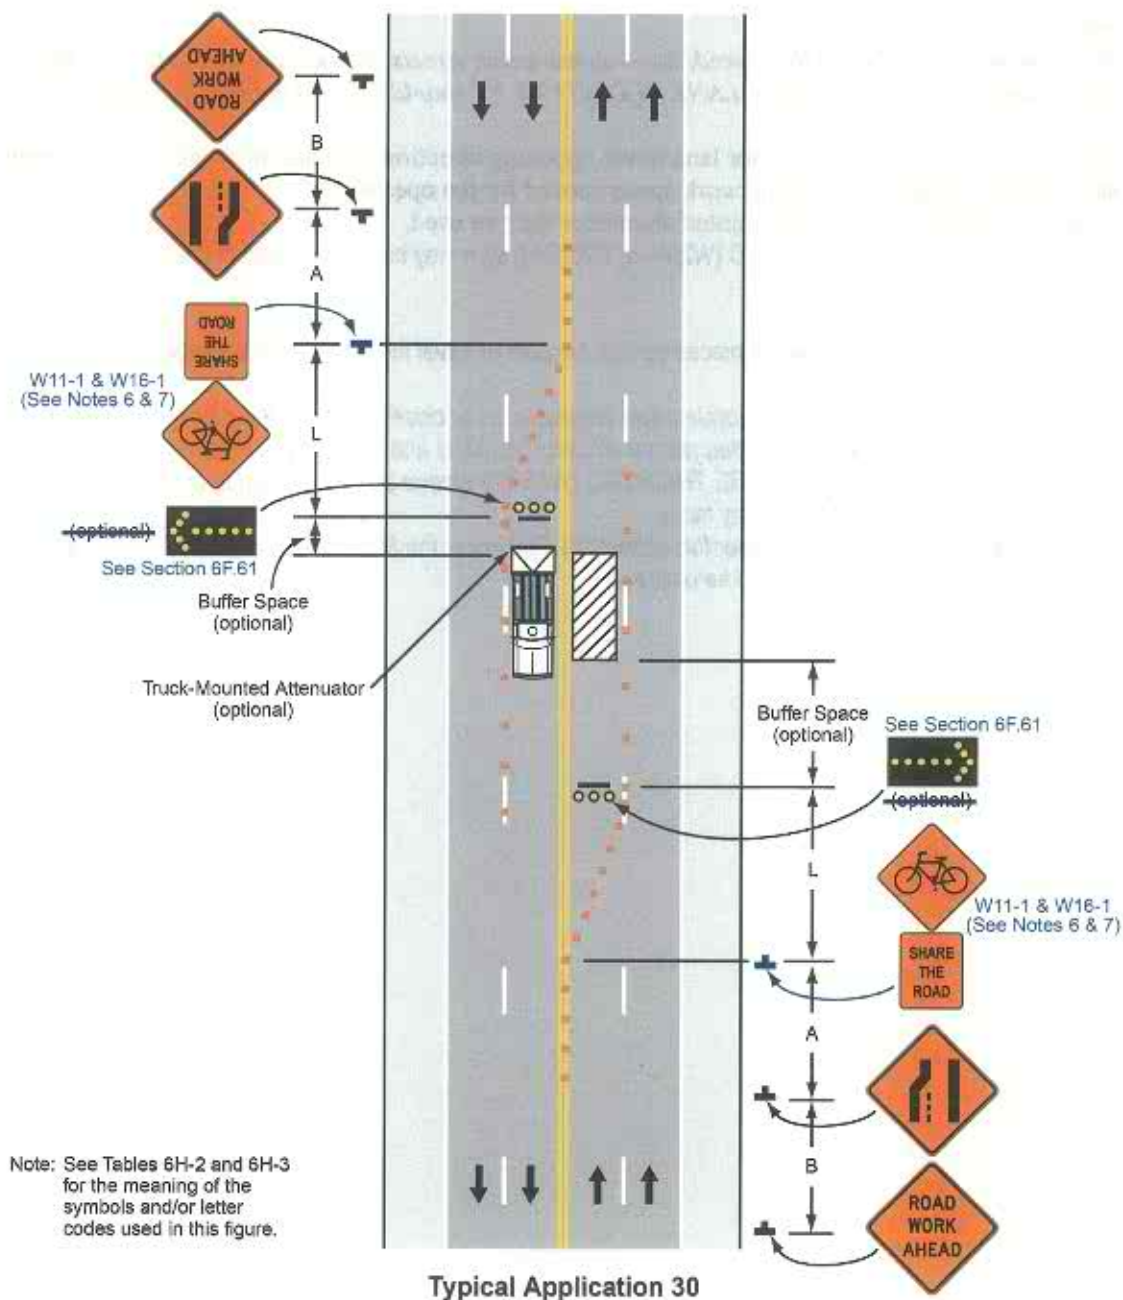 ROAD
WORK
AHEAD
B
A
SHARE
THE
ROAD
W11-1 & W16-1
(See Notes 6 & 7)
L
(optional)
See Section 6F.61
Buffer Space
(optional)
Truck-Mounted Attenuator
(optional)
Buffer Space
(optional)
See Section 6F.61
(optional)
L
W11-1 & W16-1
(See Notes 6 & 7)
SHARE
THE
ROAD
A
B
ROAD
WORK
AHEAD
Note: See Tables 6H-2 and 6H-3
for the meaning of the
symbols and/or letter
codes used in this figure.
Typical Application 30